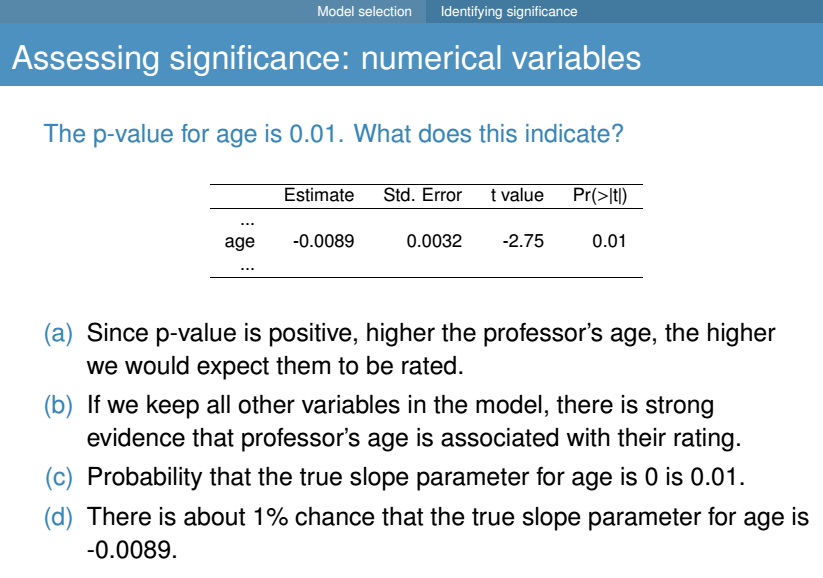 Model selection Identifying significance
Assessing significance: numerical variables
The p-value for age is 0.01. What does this indicate?
Estimate Std. Error t value Pr(>|t|)
...
age -0.0089 0.0032 -2.75 0.01
...
(a) Since p-value is positive, higher the professor's age, the higher
we would expect them to be rated.
(b) If we keep all other variables in the model, there is strong
evidence that professor's age is associated with their rating.
(c) Probability that the true slope parameter for age is 0 is 0.01.
(d) There is about 1% chance that the true slope parameter for age is
-0.0089.